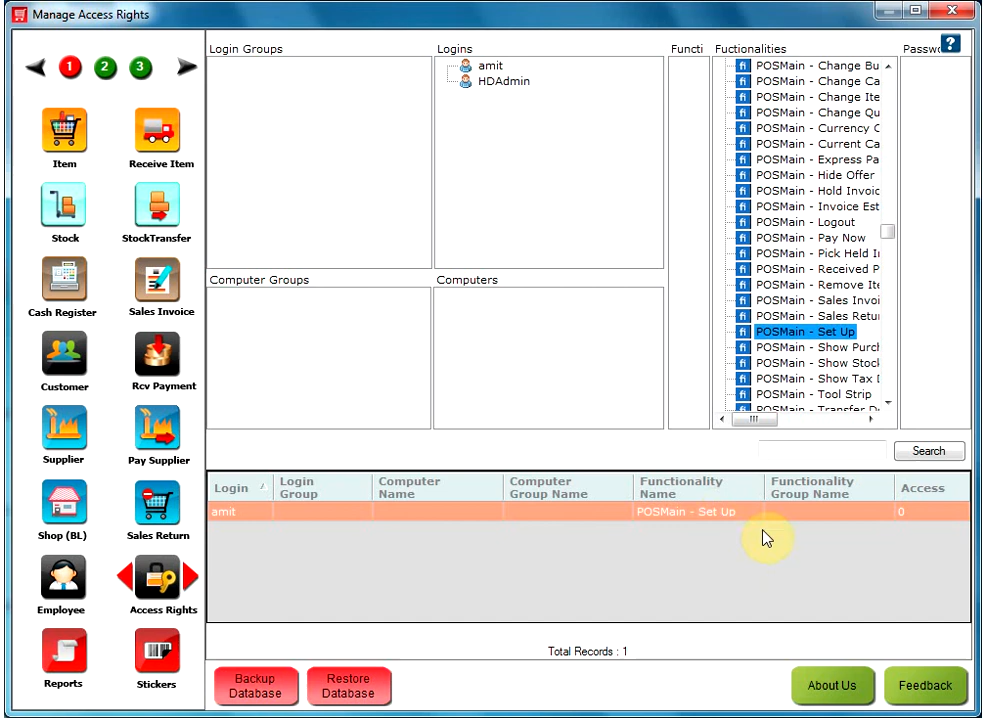 Manage Access Rights
1 2 3
Item
Receive Item
Stock
StockTransfer
Cash Register
Sales Invoice
Customer
Rcv Payment
Supplier
Pay Supplier
Shop (BL)
Sales Return
Employee
Access Rights
Reports
Stickers
Login Groups
Logins
amit
HDAdmin
Computer Groups
Computers
Functi
Fuctionalities
POSMain - Change Bu
POSMain - Change Ca
POSMain - Change Ite
POSMain - Change Qu
POSMain - Currency C
POSMain - Current Ca
POSMain - Express Pa
POSMain - Hide Offer
POSMain - Hold Invoic
POSMain - Invoice Est
POSMain - Logout
POSMain - Pay Now
POSMain - Pick Held I
POSMain - Received P
POSMain - Remove Ite
POSMain - Sales Invoi
POSMain - Sales Retu
POSMain - Set Up
POSMain - Show Purch
POSMain - Show Stock
POSMain - Show Tax
POSMain - Tool Strip
POSMain - Transfer D
Passw
?
Search
Login
Login Group
Computer Name
Computer Group Name
Functionality Name
Functionality Group Name
Access
amit POSMain - Set Up 0
Total Records : 1
Backup
Database
Restore
Database
About Us
Feedback